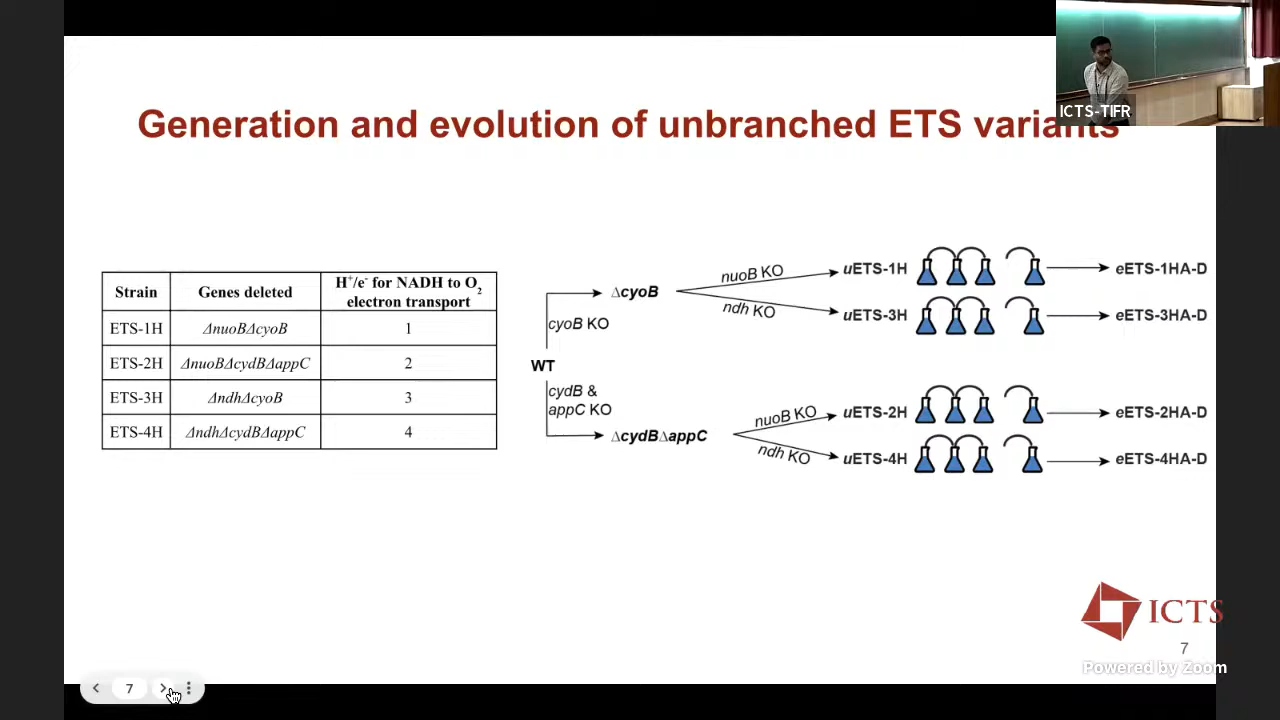 Generation and evolution of unbranched ETS variants
ICTS-TIFR
Strain Genes deleted H⁺/e⁻ for NADH to O₂ electron transport
ETS-1H ΔnuoBΔcyoB 1
ETS-2H ΔnuoBΔcydBΔappC 2
ETS-3H ΔndhΔcyoB 3
ETS-4H ΔndhΔcydBΔappC 4
WT
cyoB KO
ΔcyoB
nuoB KO
uETS-1H
eETS-1HA-D
ndh KO
uETS-3H
eETS-3HA-D
cydB &
appC KO
ΔcydBΔappC
nuoB KO
uETS-2H
eETS-2HA-D
ndh KO
uETS-4H
eETS-4HA-D
ICTS
7
Powered by Zoom
7